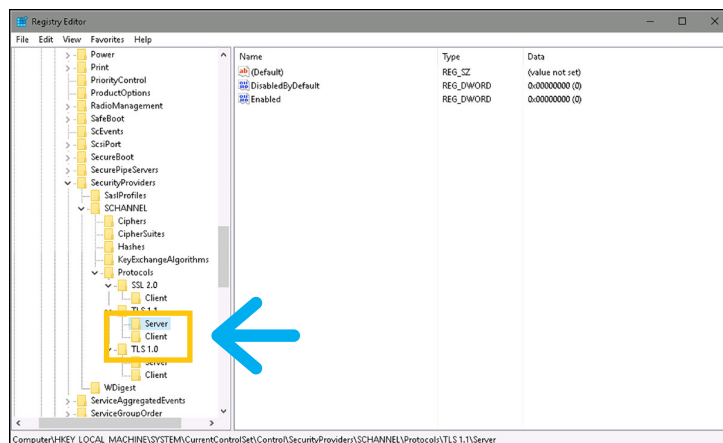 Registry Editor
File Edit View Favorites Help
Power
Print
PriorityControl
ProductOptions
RadioManagement
SafeBoot
ScEvents
ScsiPort
SecureBoot
SecurePipeServers
SecurityProviders
SaslProfiles
SCHANNEL
Ciphers
CipherSuites
Hashes
KeyExchangeAlgorithms
Protocols
SSL 2.0
Client
TLS 1.1
Server
Client
TLS 1.0
Server
Client
WDigest
ServiceAggregatedEvents
ServiceGroupOrder
Name Type Data
(Default) REG_SZ (value not set)
DisabledByDefault REG_DWORD 0x00000000 (0)
Enabled REG_DWORD 0x00000000 (0)
Computer\HKEY_LOCAL_MACHINE\SYSTEM\CurrentControlSet\Control\SecurityProviders\SCHANNEL\Protocols\TLS 1.1\Server